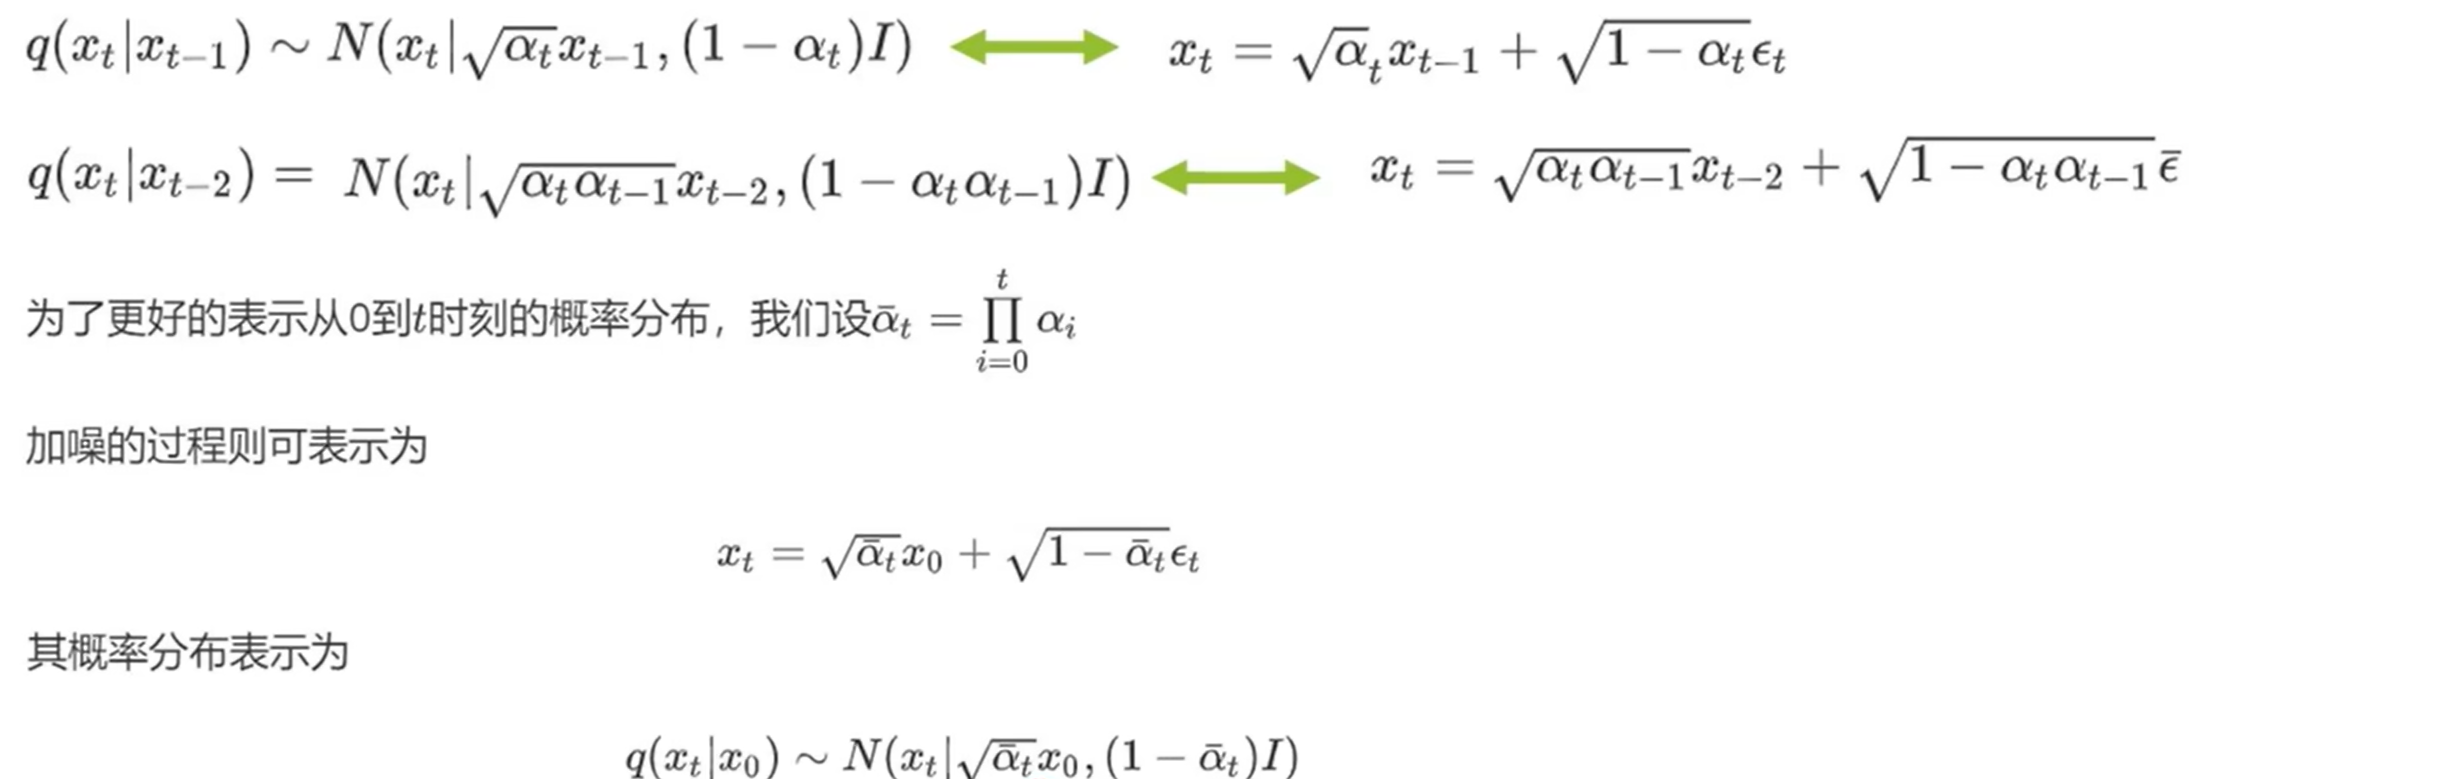 q(x_t|x_{t-1}) ∼ N(x_t|√α_t x_{t-1}, (1 − α_t)I) ⟷ x_t = √α_t x_{t-1} + √(1 − α_t) ϵ_t
q(x_t|x_{t-2}) = N(x_t|√(α_t α_{t-1}) x_{t-2}, (1 − α_t α_{t-1})I) ⟷ x_t = √(α_t α_{t-1}) x_{t-2} + √(1 − α_t α_{t-1}) ϵ̄
为了更好的表示从0到t时刻的概率分布，我们设ᾱ_t = ∏_{i=0}^{t} α_i
加噪的过程则可表示为
x_t = √ᾱ_t x_0 + √(1 − ᾱ_t) ϵ_t
其概率分布表示为
q(x_t|x_0) ∼ N(x_t|√ᾱ_t x_0, (1 − ᾱ_t)I)